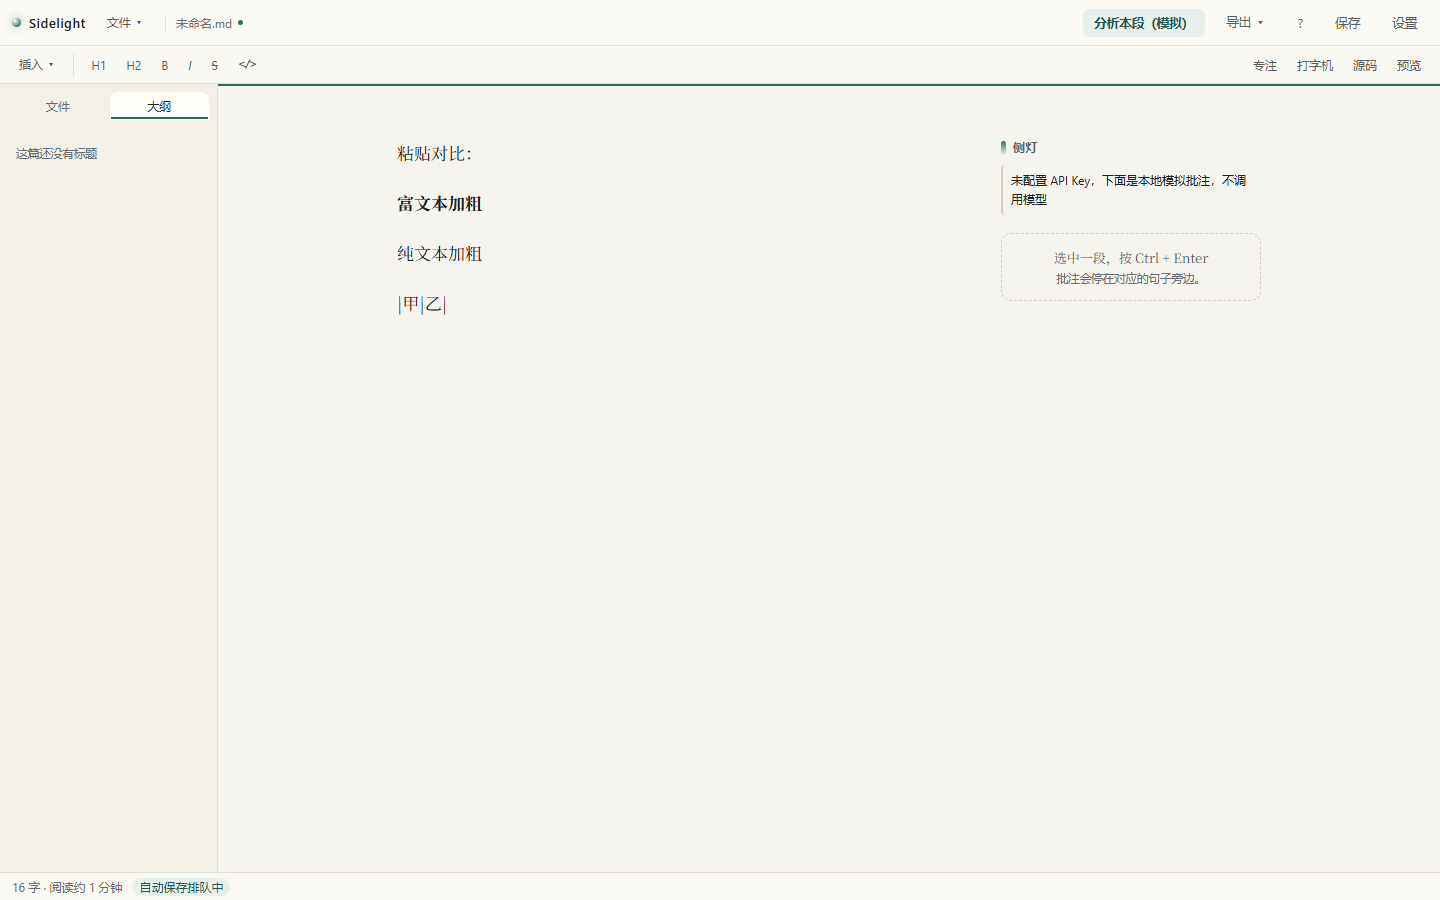 Sidelight 文件 未命名.md 分析本段（模拟） 导出 ? 保存 设置
插入 H1 H2 B I S </> 专注 打字机 源码 预览
文件 大纲
这篇还没有标题
粘贴对比：
富文本加粗
纯文本加粗
|甲|乙|
侧灯
未配置 API Key，下面是本地模拟批注，不调
用模型
选中一段，按 Ctrl + Enter
批注会停在对应的句子旁边。
16 字 · 阅读约 1 分钟 自动保存排队中